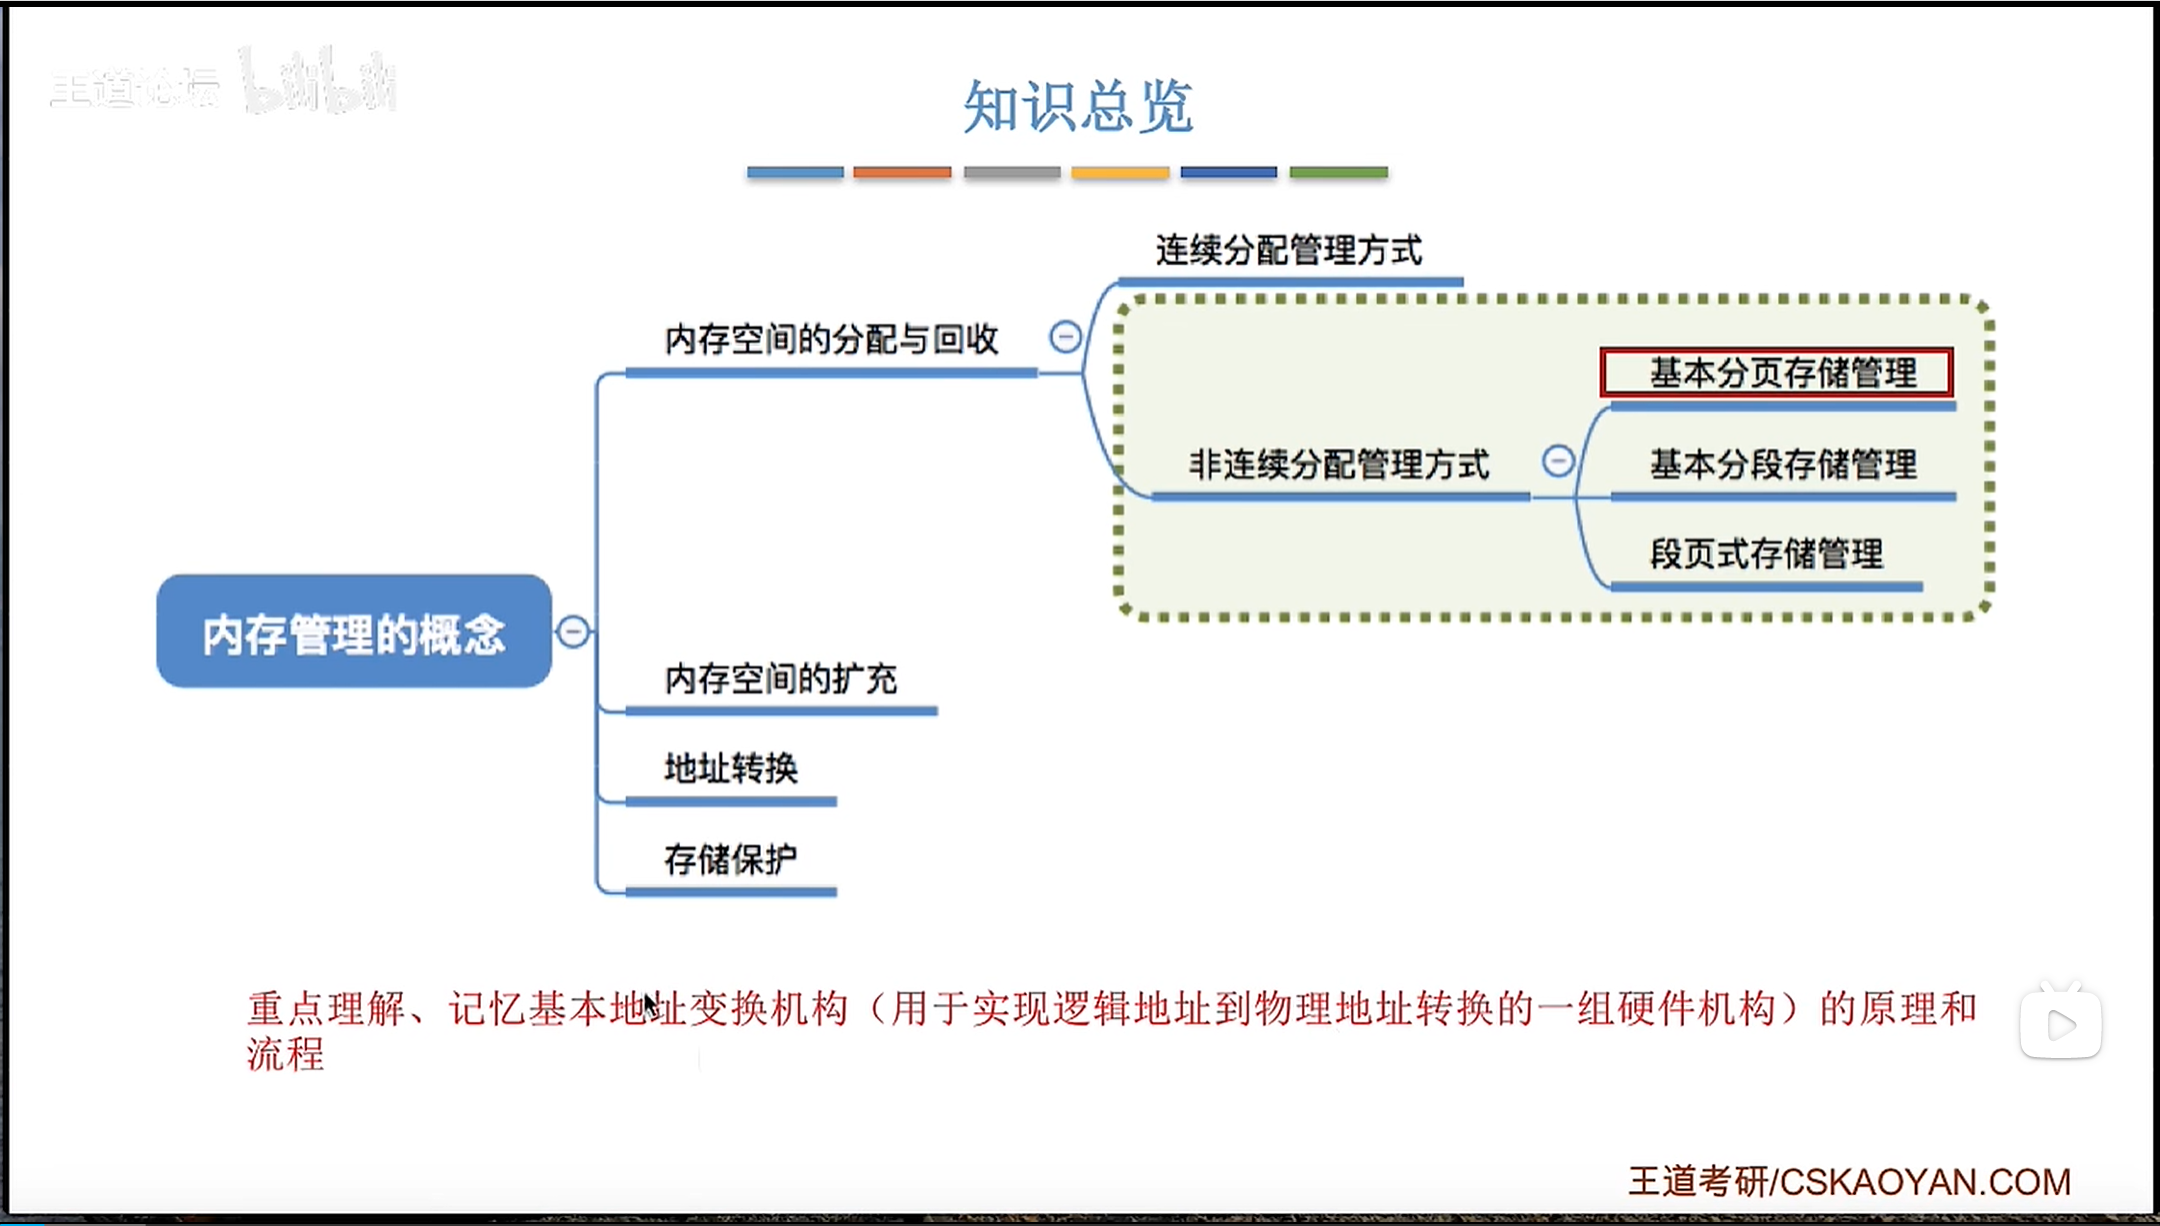 王道论坛 bilibili
知识总览
连续分配管理方式
内存空间的分配与回收
基本分页存储管理
非连续分配管理方式
基本分段存储管理
段页式存储管理
内存管理的概念
内存空间的扩充
地址转换
存储保护
重点理解、记忆基本地址变换机构（用于实现逻辑地址到物理地址转换的一组硬件机构）的原理和
流程
王道考研/CSKAOYAN.COM